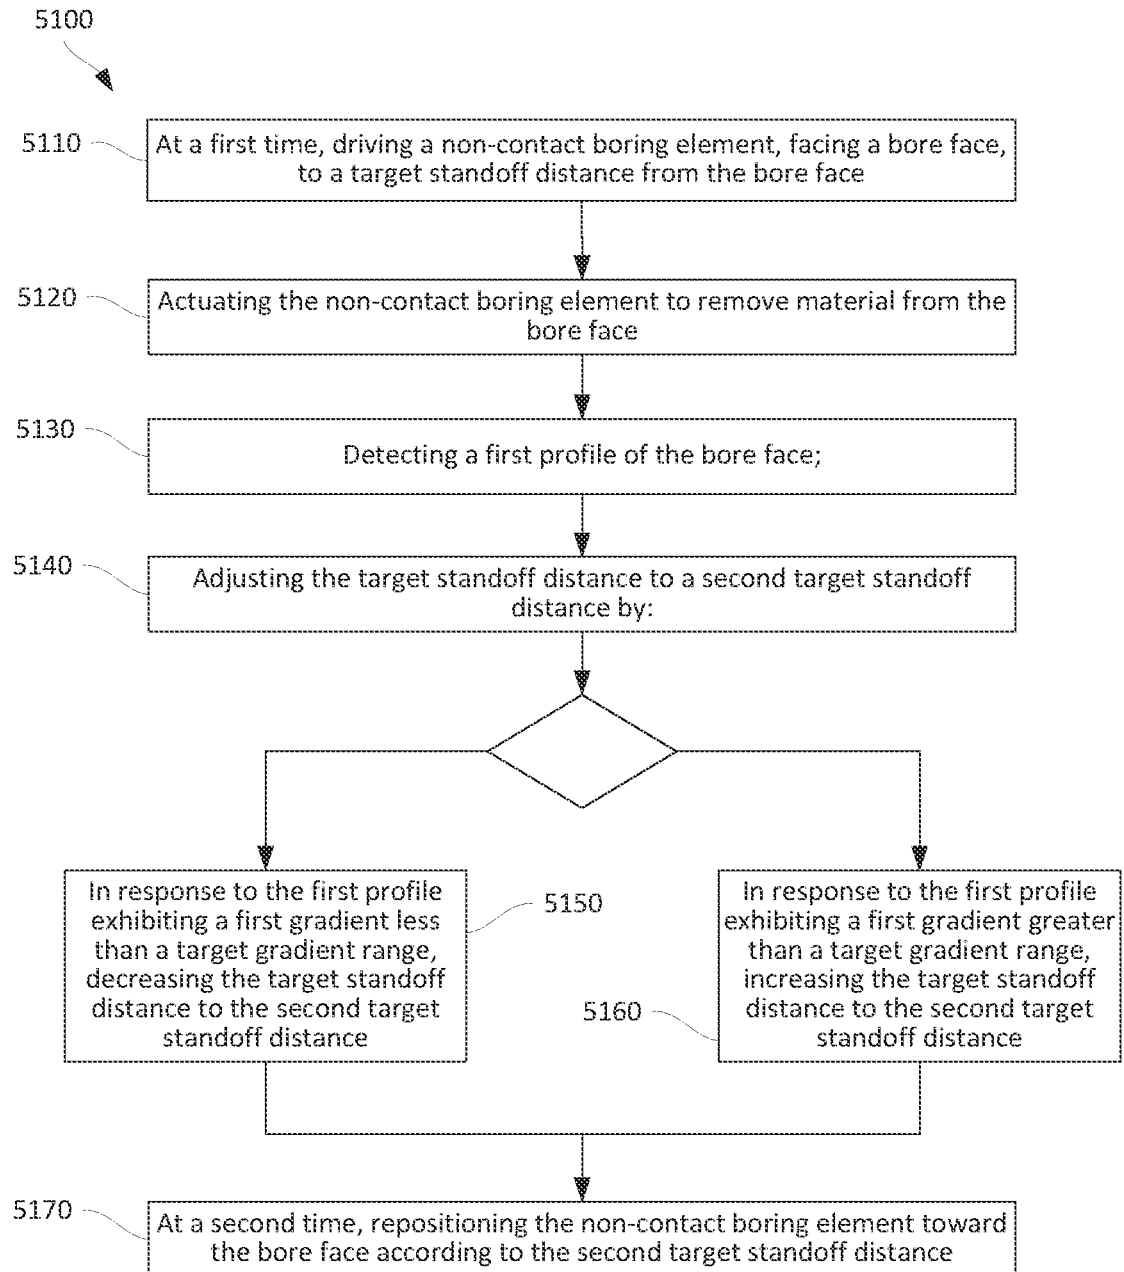 5100
5110
At a first time, driving a non-contact boring element, facing a bore face,
to a target standoff distance from the bore face
5120
Actuating the non-contact boring element to remove material from the
bore face
5130
Detecting a first profile of the bore face;
5140
Adjusting the target standoff distance to a second target standoff
distance by:
In response to the first profile
exhibiting a first gradient less
than a target gradient range,
decreasing the target standoff
distance to the second target
standoff distance
5150
In response to the first profile
exhibiting a first gradient greater
than a target gradient range,
increasing the target standoff
distance to the second target
standoff distance
5160
5170
At a second time, repositioning the non-contact boring element toward
the bore face according to the second target standoff distance